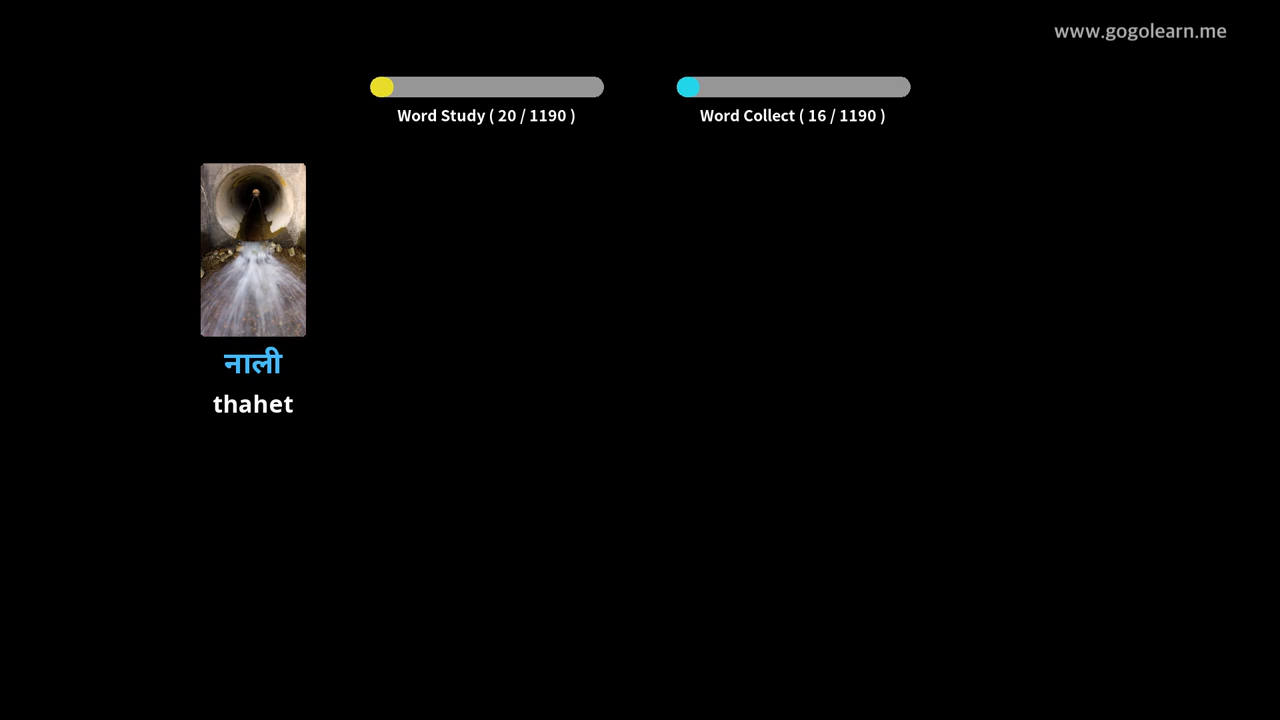 www.gogolearn.me
Word Study ( 20 / 1190 )
Word Collect ( 16 / 1190 )
नाली
thahet